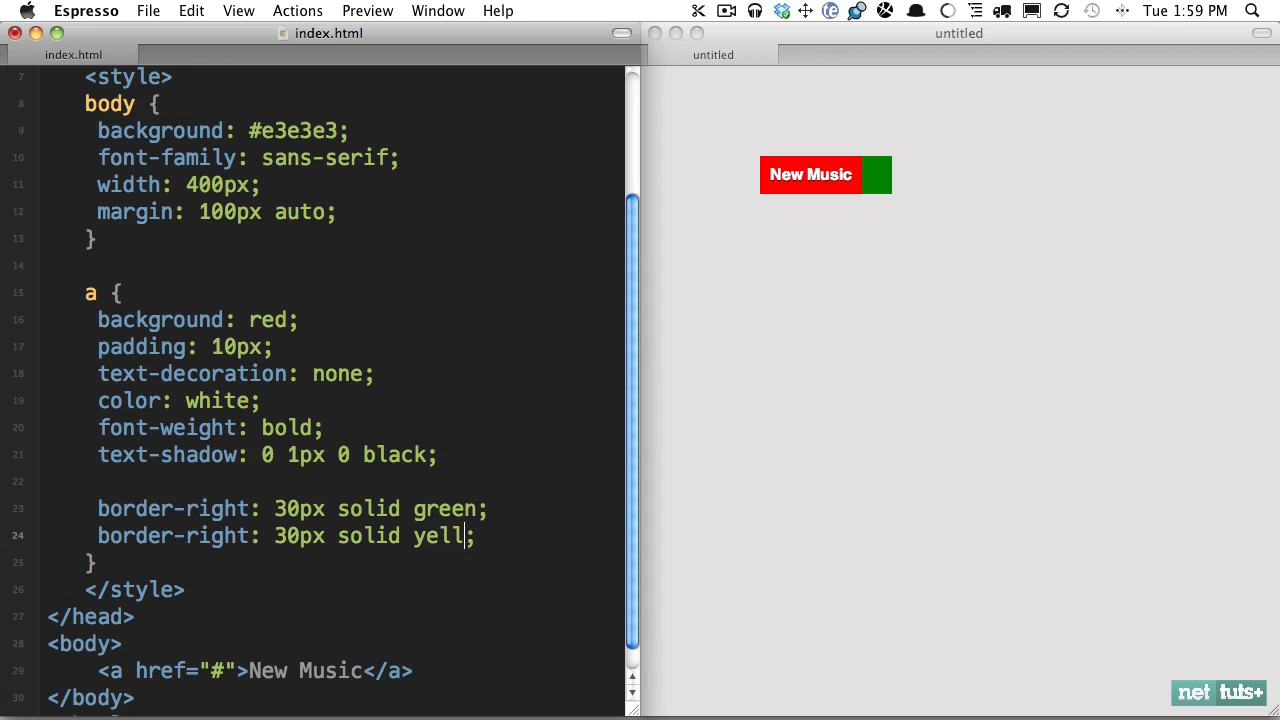 Espresso File Edit View Actions Preview Window Help Tue 1:59 PM
index.html
index.html
untitled
untitled
7 <style>
8 body {
9 background: #e3e3e3;
10 font-family: sans-serif;
11 width: 400px;
12 margin: 100px auto;
13 }
14
15 a {
16 background: red;
17 padding: 10px;
18 text-decoration: none;
19 color: white;
20 font-weight: bold;
21 text-shadow: 0 1px 0 black;
22
23 border-right: 30px solid green;
24 border-right: 30px solid yell;
25 }
26 </style>
27 </head>
28 <body>
29 <a href="#">New Music</a>
30 </body>
New Music
net tuts+